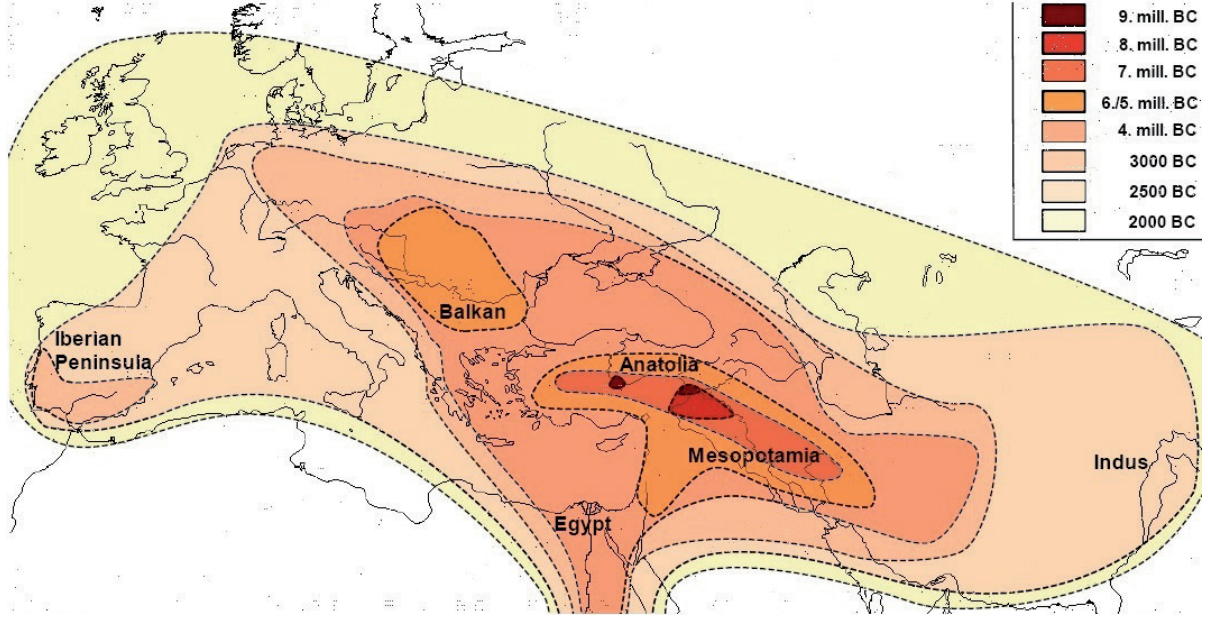 9. mill. BC
8. mill. BC
7. mill. BC
6./5. mill. BC
4. mill. BC
3000 BC
2500 BC
2000 BC
Balkan
Iberian
Peninsula
Anatolia
Mesopotamia
Indus
Egypt